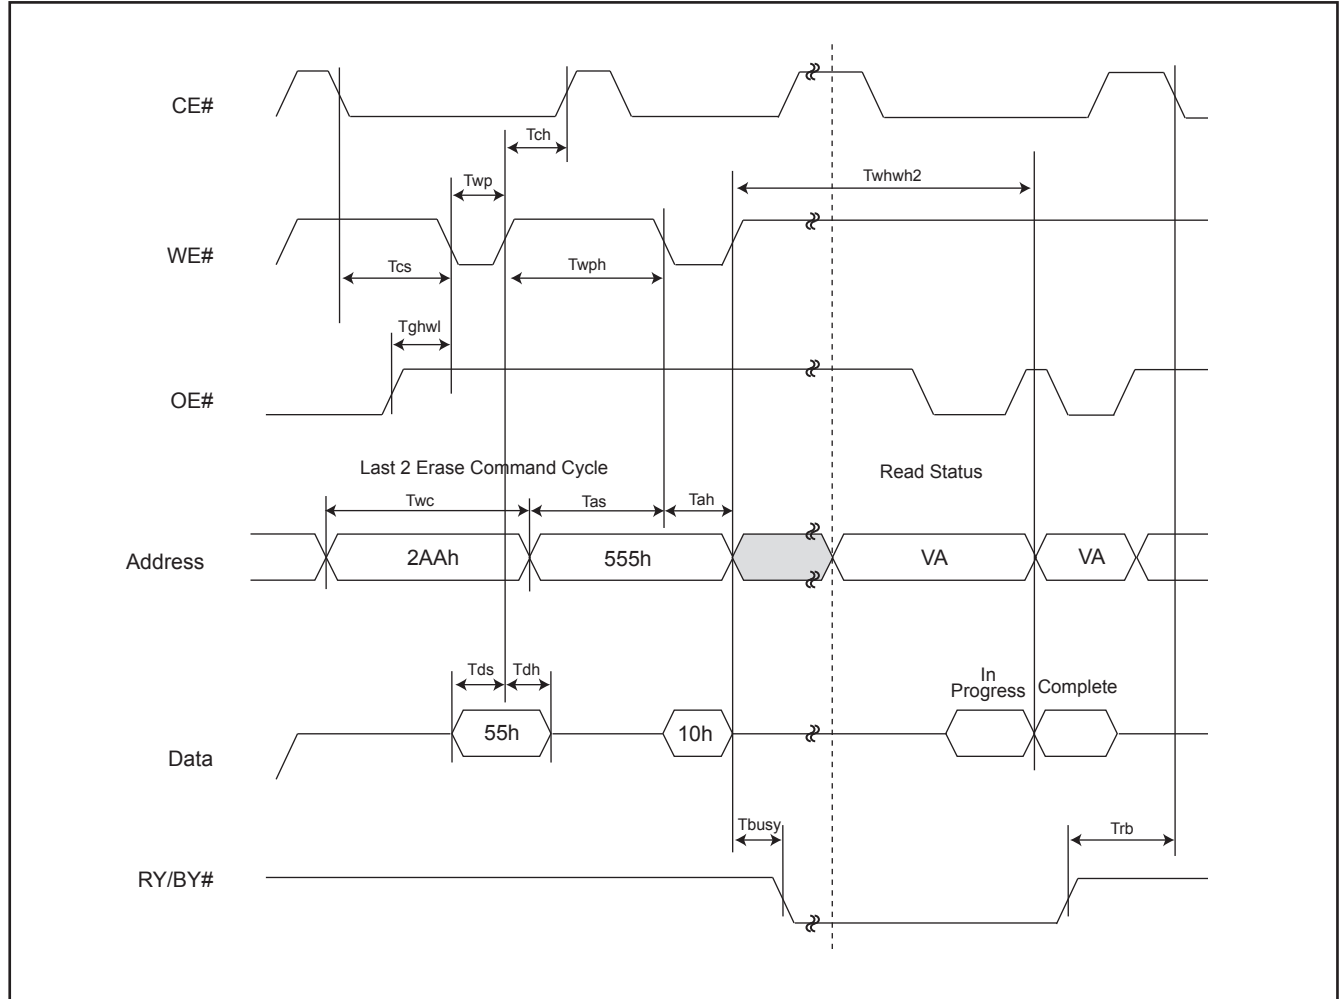 CE#
Tch
Twp
Twhwh2
WE#
Tcs
Twph
Tghwl
OE#
Last 2 Erase Command Cycle
Read Status
Twc
Tas
Tah
Address
2AAh
555h
VA
VA
Tds
Tdh
In
Progress
Complete
Data
55h
10h
Tbusy
Trb
RY/BY#